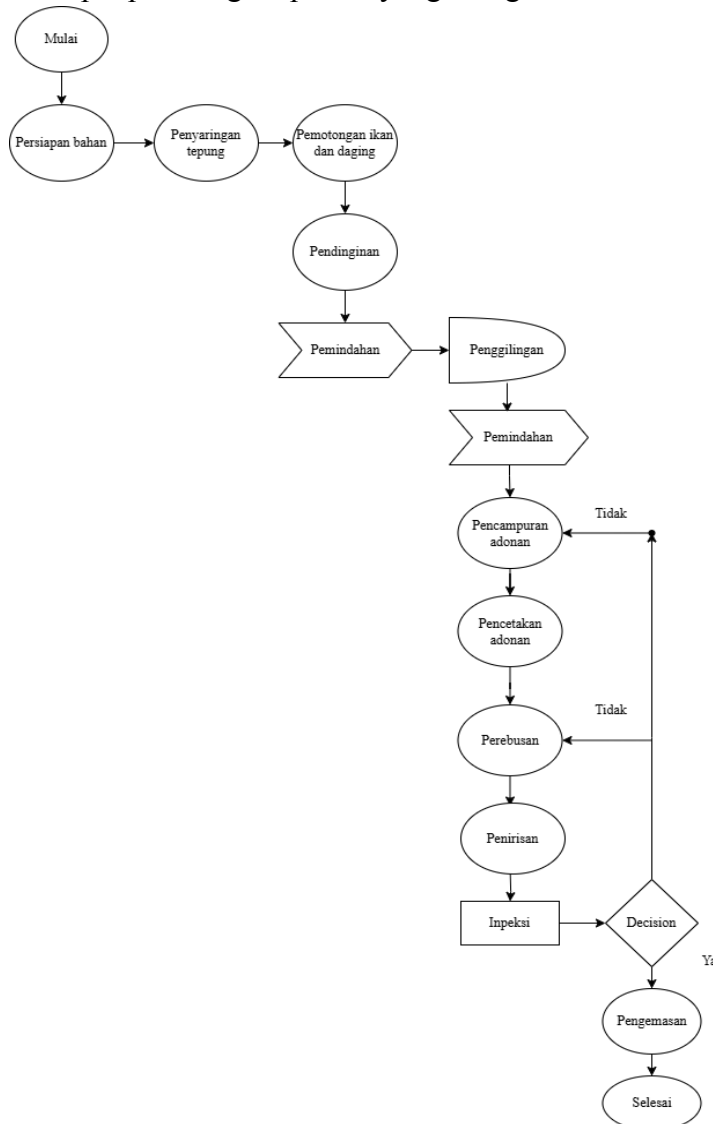 Mulai
Persiapan bahan
Penyaringan
tepung
Pemotongan ikan
dan daging
Pendinginan
Pemindahan
Penggilingan
Pemindahan
Pencampuran
adonan
Tidak
Pencetakan
adonan
Tidak
Perebusan
Penirisan
Inpeksi
Decision
Ya
Pengemasan
Selesai